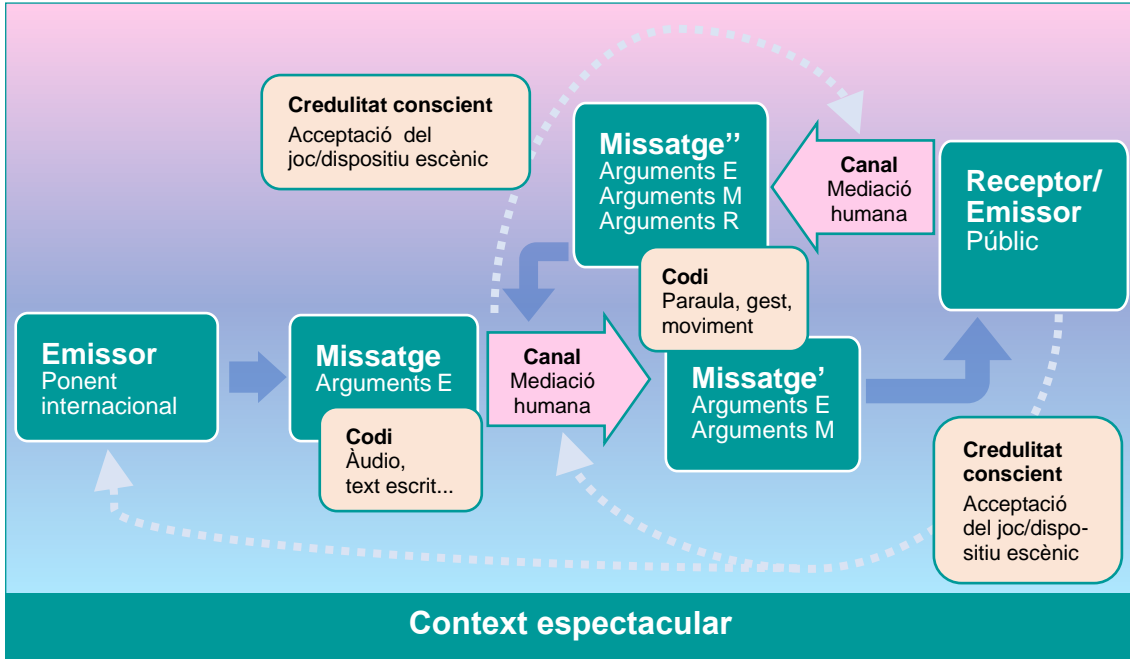 Credulitat conscient
Acceptació del
joc/dispositiu escènic
Missatge’’
Arguments E
Arguments M
Arguments R
Canal
Mediació
humana
Receptor/
Emissor
Públic
Codi
Paraula, gest,
moviment
Emissor
Ponent
internacional
Missatge
Arguments E
Codi
Àudio,
text escrit...
Canal
Mediació
humana
Missatge’
Arguments E
Arguments M
Credulitat
conscient
Acceptació
del joc/dispo-
sitiu escènic
Context espectacular